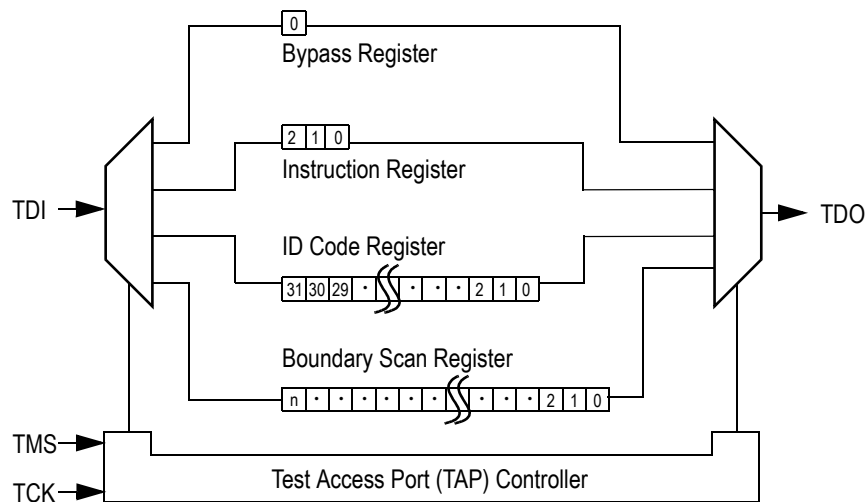 0
Bypass Register
2 1 0
Instruction Register
TDI
TDO
ID Code Register
31 30 29 · · · · 2 1 0
Boundary Scan Register
n · · · · · · · · · 2 1 0
TMS
Test Access Port (TAP) Controller
TCK